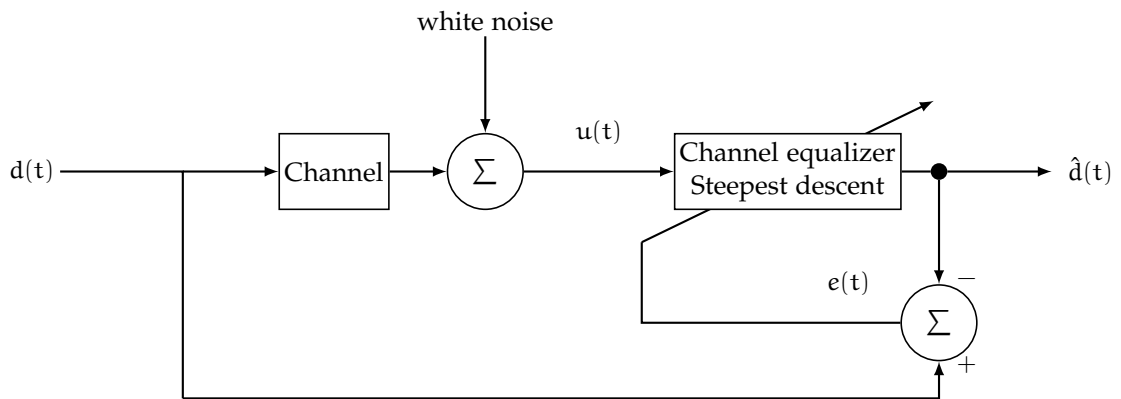 white noise
u(t)
d(t)
Channel
Σ
Channel equalizer
Steepest descent
d̂(t)
e(t)
−
Σ
+